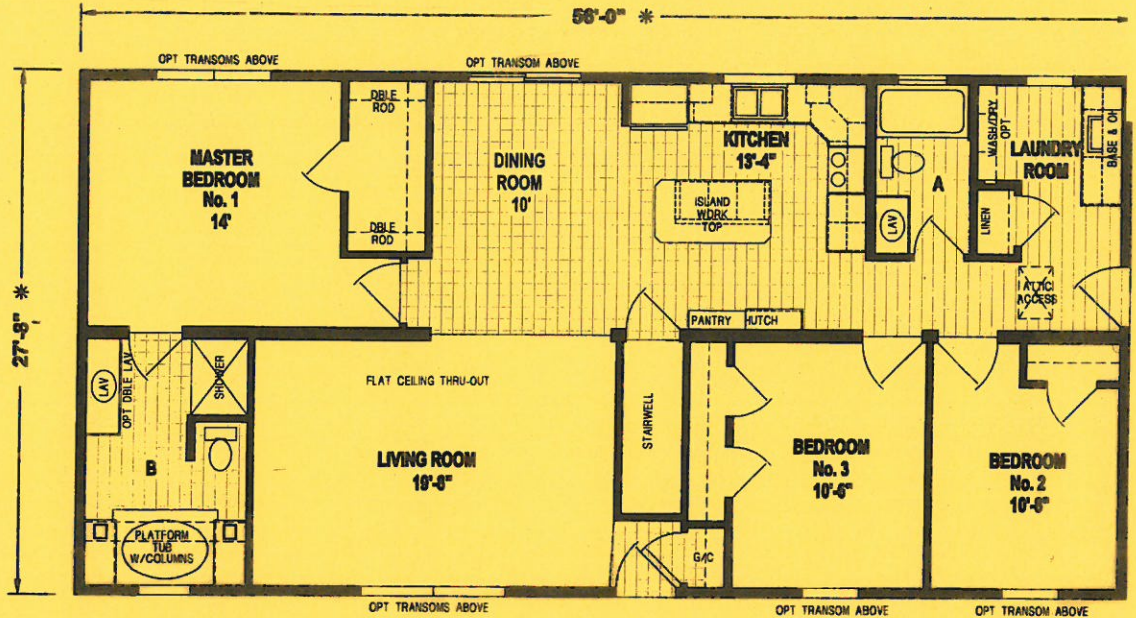 56'-0" *
OPT TRANSOMS ABOVE
OPT TRANSOM ABOVE
27'-8" *
MASTER
BEDROOM
No. 1
14'
DBLE
ROD
DBLE
ROD
DINING
ROOM
10'
KITCHEN
13'-4"
ISLAND
WORK
TOP
PANTRY
HUTCH
A
LAV
WASH/DRY
OPT
LINEN
LAUNDRY
ROOM
BASE & OH
ATTIC
ACCESS
LAV
OPT DBLE LAV
SHOWER
B
PLATFORM
TUB
W/COLUMNS
FLAT CEILING THRU-OUT
LIVING ROOM
19'-8"
STAIRWELL
G/C
BEDROOM
No. 3
10'-6"
BEDROOM
No. 2
10'-6"
OPT TRANSOMS ABOVE
OPT TRANSOM ABOVE
OPT TRANSOM ABOVE